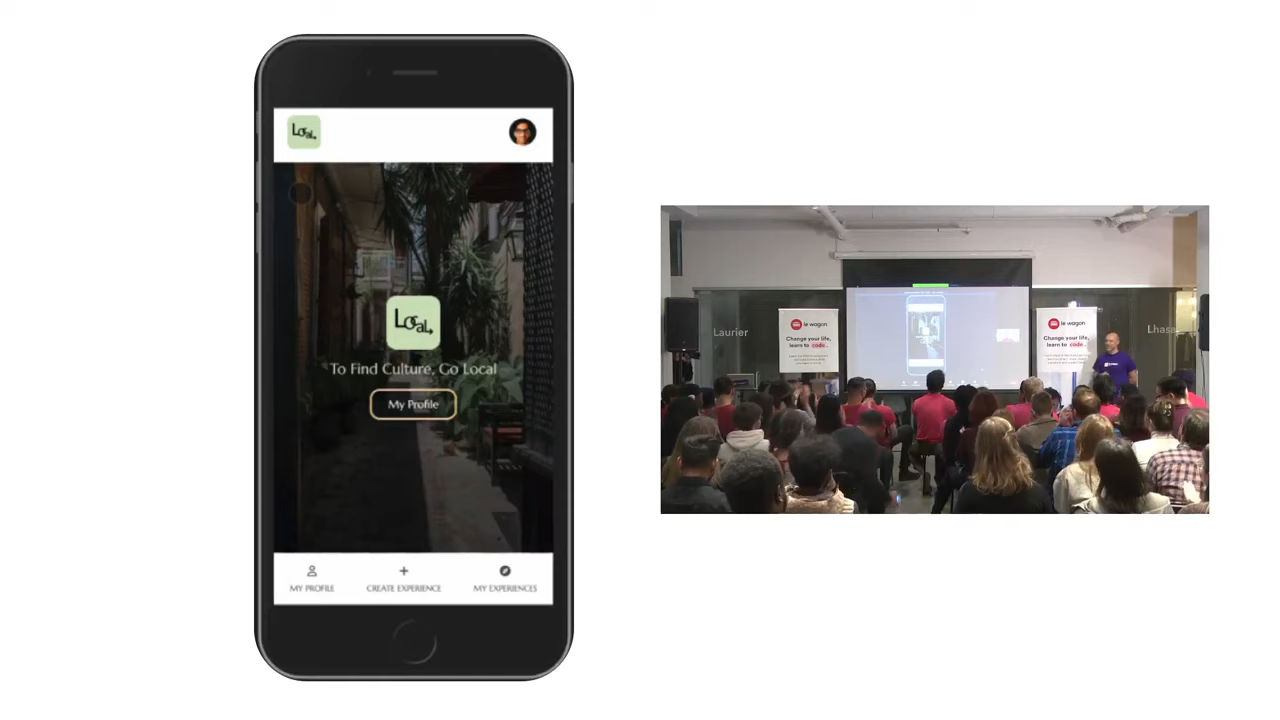 Local
Local
To Find Culture, Go Local
My Profile
MY PROFILE
CREATE EXPERIENCE
MY EXPERIENCES
Laurier
le wagon
Change your life,
learn to code.
le wagon
Change your life,
learn to code.
Lhasa